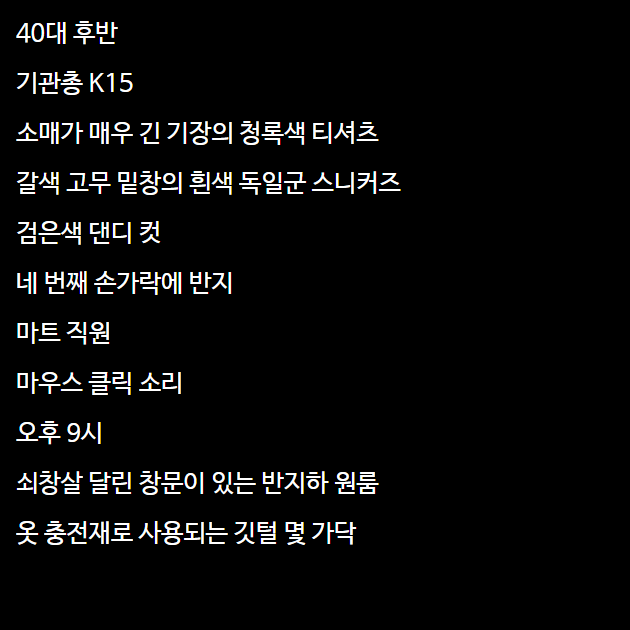 40대 후반
기관총 K15
소매가 매우 긴 기장의 청록색 티셔츠
갈색 고무 밑창의 흰색 독일군 스니커즈
검은색 댄디 컷
네 번째 손가락에 반지
마트 직원
마우스 클릭 소리
오후 9시
쇠창살 달린 창문이 있는 반지하 원룸
옷 충전재로 사용되는 깃털 몇 가닥